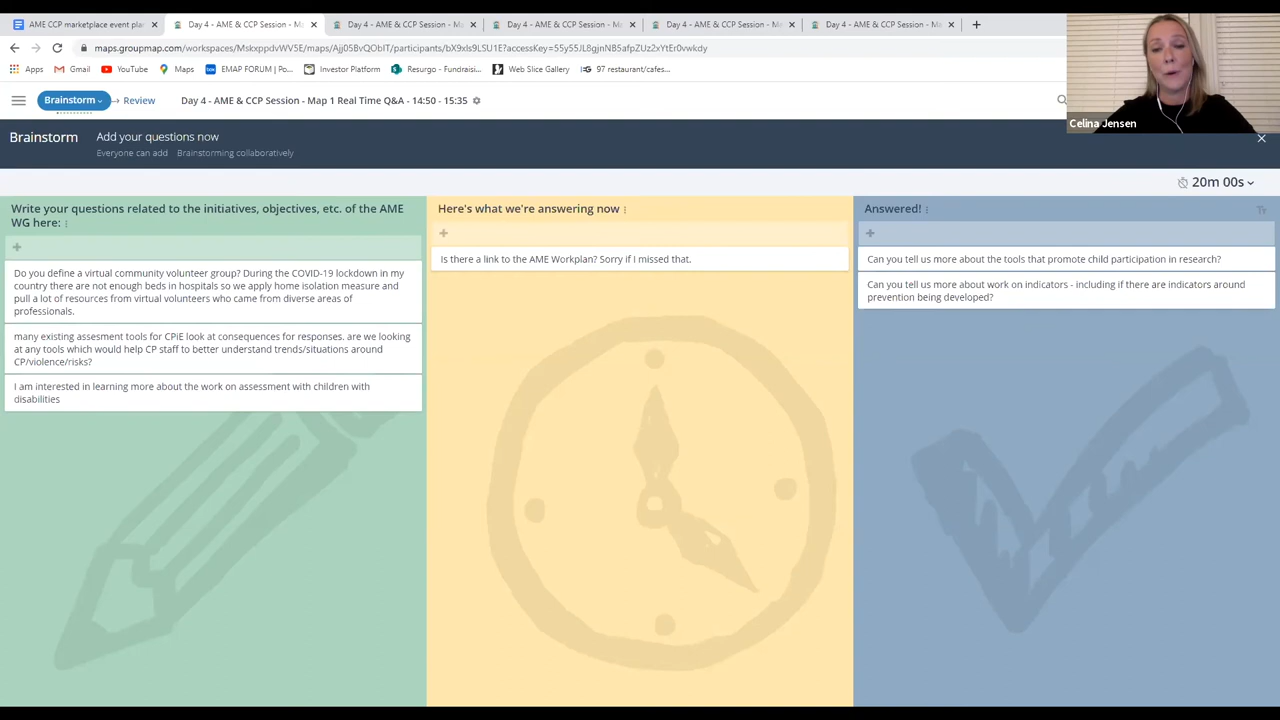 AME CCP marketplace event plan
Day 4 - AME & CCP Session - Ma
Day 4 - AME & CCP Session - Ma
Day 4 - AME & CCP Session - Ma
Day 4 - AME & CCP Session - Ma
Day 4 - AME & CCP Session - Ma
Apps
Gmail
YouTube
Maps
EMAP FORUM | Po...
Investor Platform
Resurgo - Fundraisi...
Web Slice Gallery
97 restaurant/cafes...
Brainstorm
Review
Day 4 - AME & CCP Session - Map 1 Real Time Q&A - 14:50 - 15:35
Celina Jensen
Brainstorm
Add your questions now
Everyone can add
Brainstorming collaboratively
20m 00s
Write your questions related to the initiatives, objectives, etc. of the AME
WG here:
Do you define a virtual community volunteer group? During the COVID-19 lockdown in my
country there are not enough beds in hospitals so we apply home isolation measure and
pull a lot of resources from virtual volunteers who came from diverse areas of
professionals.
many existing assesment tools for CPiE look at consequences for responses. are we looking
at any tools which would help CP staff to better understand trends/situations around
CP/violence/risks?
I am interested in learning more about the work on assessment with children with
disabilities
Here's what we're answering now
Is there a link to the AME Workplan? Sorry if I missed that.
Answered!
Can you tell us more about the tools that promote child participation in research?
Can you tell us more about work on indicators - including if there are indicators around
prevention being developed?